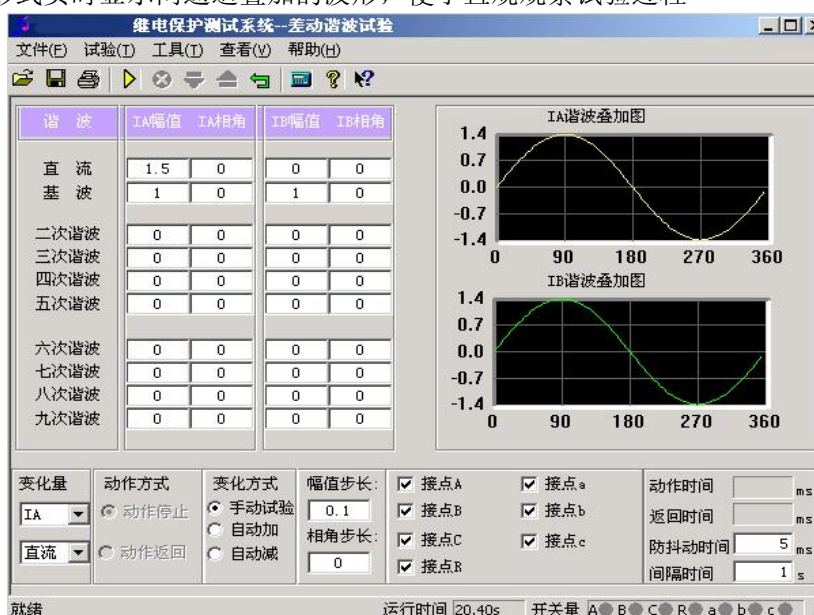 形式实时显示两通道叠加的波形，便于直观观察试验过程
继电保护测试系统--差动谐波试验
文件(F) 试验(T) 工具(T) 查看(V) 帮助(H)
谐 波 IA幅值 IA相角 IB幅值 IB相角
直 流 1.5 0 0 0
基 波 1 0 1 0
二次谐波 0 0 0 0
三次谐波 0 0 0 0
四次谐波 0 0 0 0
五次谐波 0 0 0 0
六次谐波 0 0 0 0
七次谐波 0 0 0 0
八次谐波 0 0 0 0
九次谐波 0 0 0 0
IA谐波叠加图
1.4
0.7
0.0
-0.7
-1.4
0 90 180 270 360
IB谐波叠加图
1.4
0.7
0.0
-0.7
-1.4
0 90 180 270 360
变化量
IA
直流
动作方式
动作停止
动作返回
变化方式
手动试验
自动加
自动减
幅值步长:
0.1
相角步长:
0
接点A 接点a
接点B 接点b
接点C 接点c
接点R
动作时间 ms
返回时间 ms
防抖动时间 5 ms
间隔时间 1 s
就绪 运行时间 20.40s 开关量 A B C R a b c